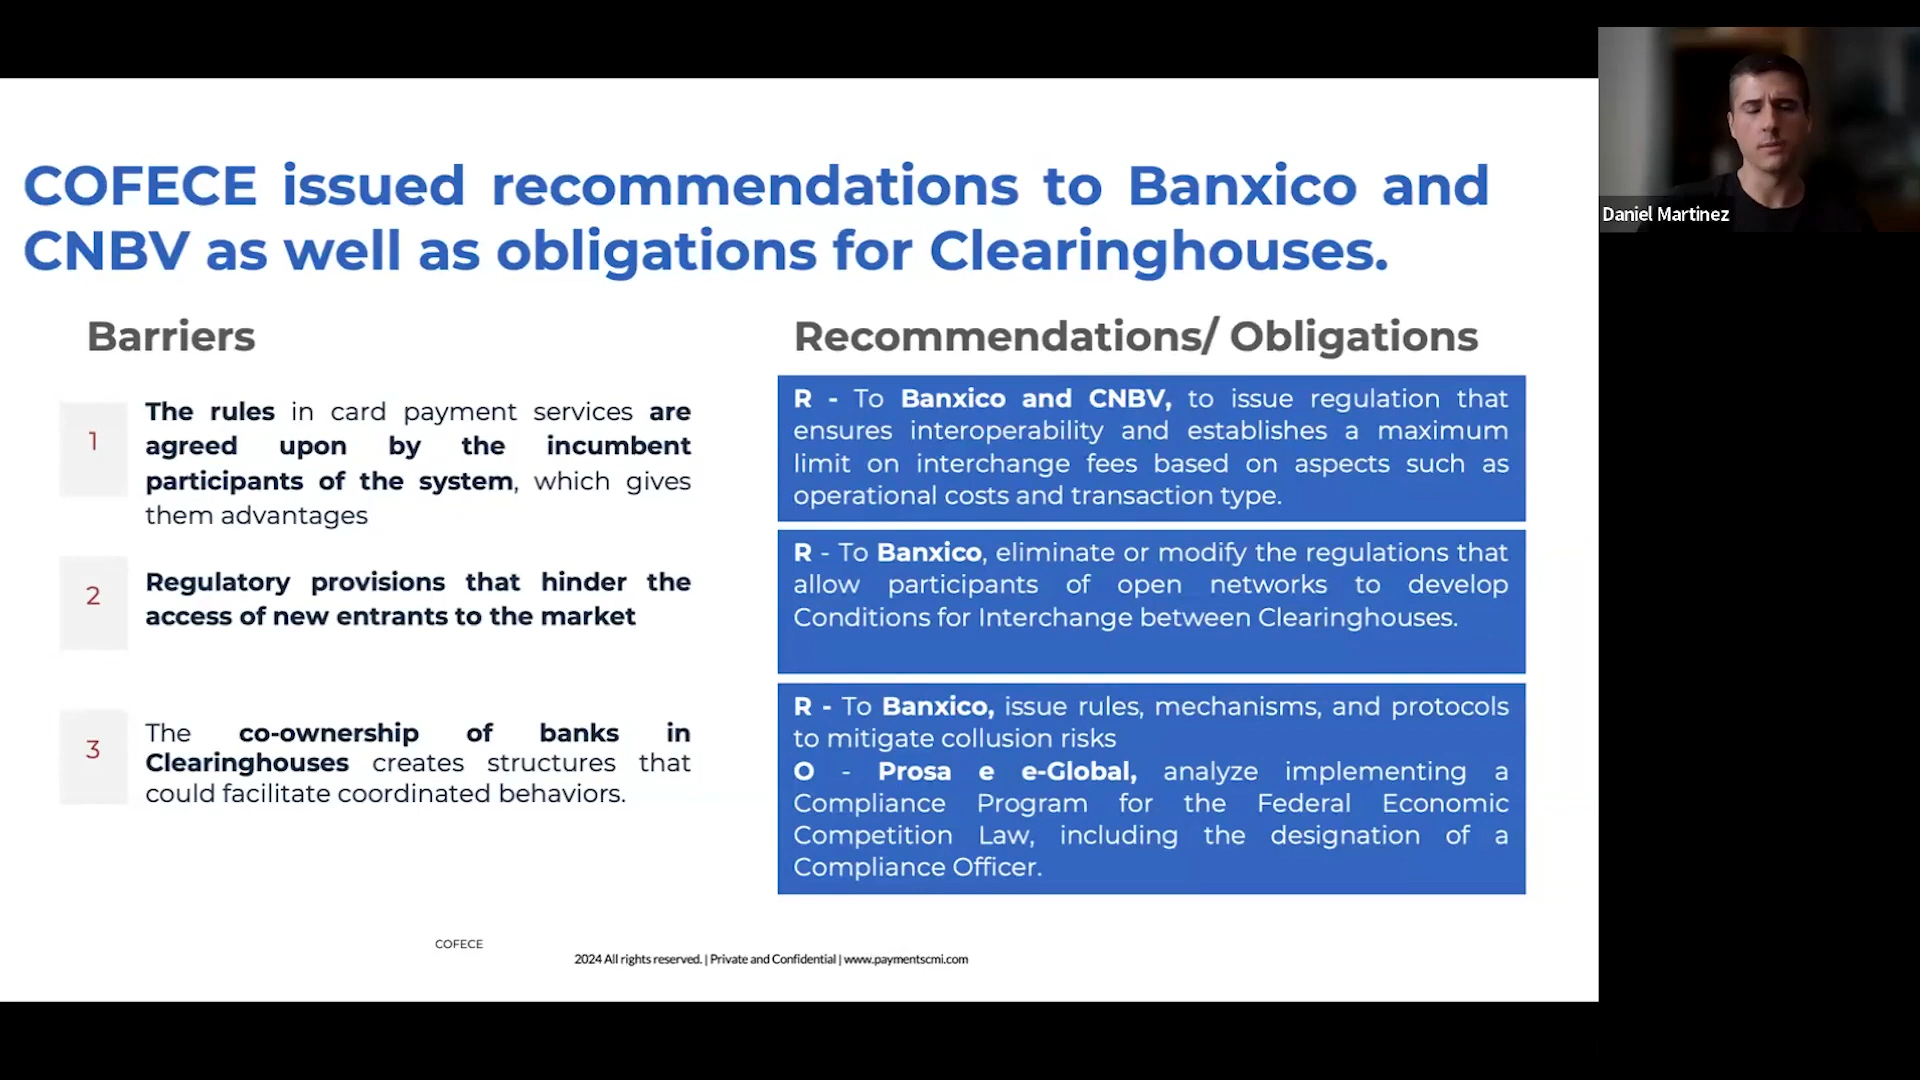 COFECE issued recommendations to Banxico and
CNBV as well as obligations for Clearinghouses.
Barriers
1
The rules in card payment services are
agreed upon by the incumbent
participants of the system, which gives
them advantages
2
Regulatory provisions that hinder the
access of new entrants to the market
3
The co-ownership of banks in
Clearinghouses creates structures that
could facilitate coordinated behaviors.
Recommendations/ Obligations
R - To Banxico and CNBV, to issue regulation that
ensures interoperability and establishes a maximum
limit on interchange fees based on aspects such as
operational costs and transaction type.
R - To Banxico, eliminate or modify the regulations that
allow participants of open networks to develop
Conditions for Interchange between Clearinghouses.
R - To Banxico, issue rules, mechanisms, and protocols
to mitigate collusion risks
O - Prosa e e-Global, analyze implementing a
Compliance Program for the Federal Economic
Competition Law, including the designation of a
Compliance Officer.
COFECE
2024 All rights reserved. | Private and Confidential | www.paymentscmi.com
Daniel Martinez